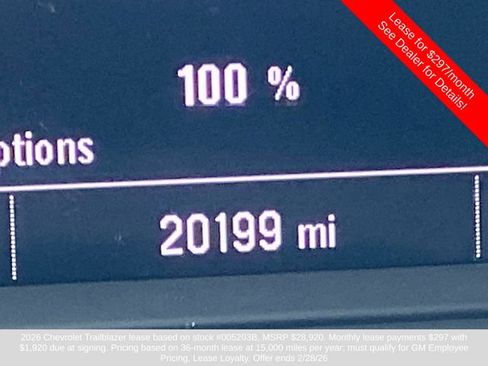 Lease for $297/month
See Dealer for Details!
100 %
otions
20199 mi
2026 Chevrolet Trailblazer lease based on stock #005203B, MSRP $28,920. Monthly lease payments $297 with
$1,920 due at signing. Pricing based on 36-month lease at 15,000 miles per year; must qualify for GM Employee
Pricing, Lease Loyalty. Offer ends 2/28/26